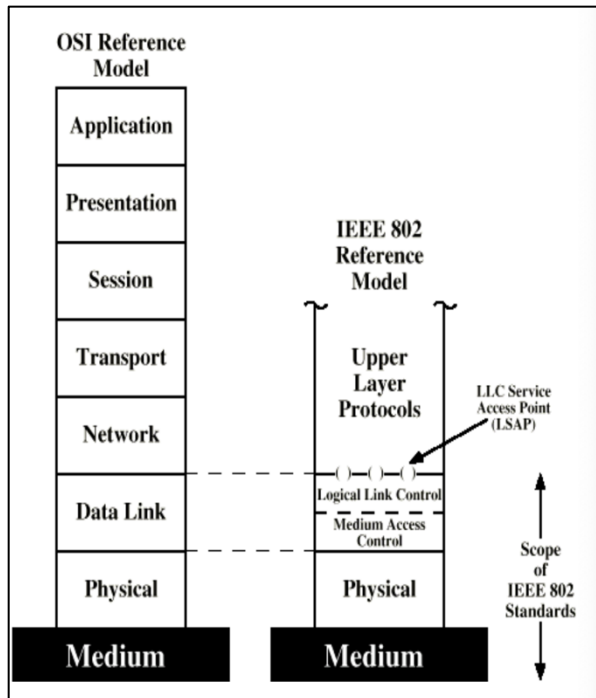 OSI Reference
Model
Application
Presentation
Session
Transport
Network
Data Link
Physical
Medium
IEEE 802
Reference
Model
Upper
Layer
Protocols
LLC Service
Access Point
(LSAP)
Logical Link Control
Medium Access
Control
Physical
Medium
Scope
of
IEEE 802
Standards